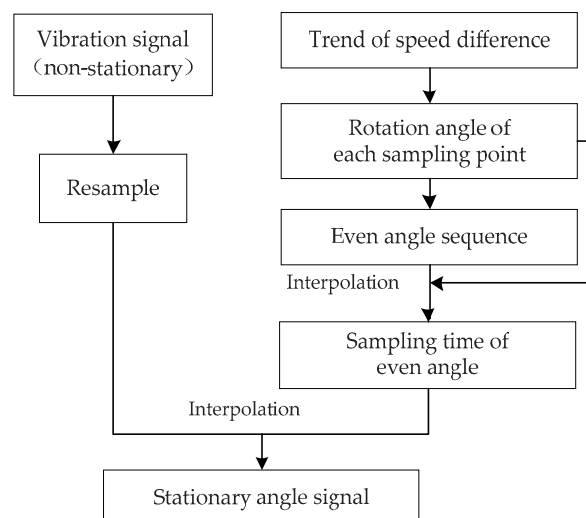 Vibration signal
（non-stationary）
Resample
Trend of speed difference
Rotation angle of
each sampling point
Even angle sequence
Interpolation
Sampling time of
even angle
Interpolation
Stationary angle signal